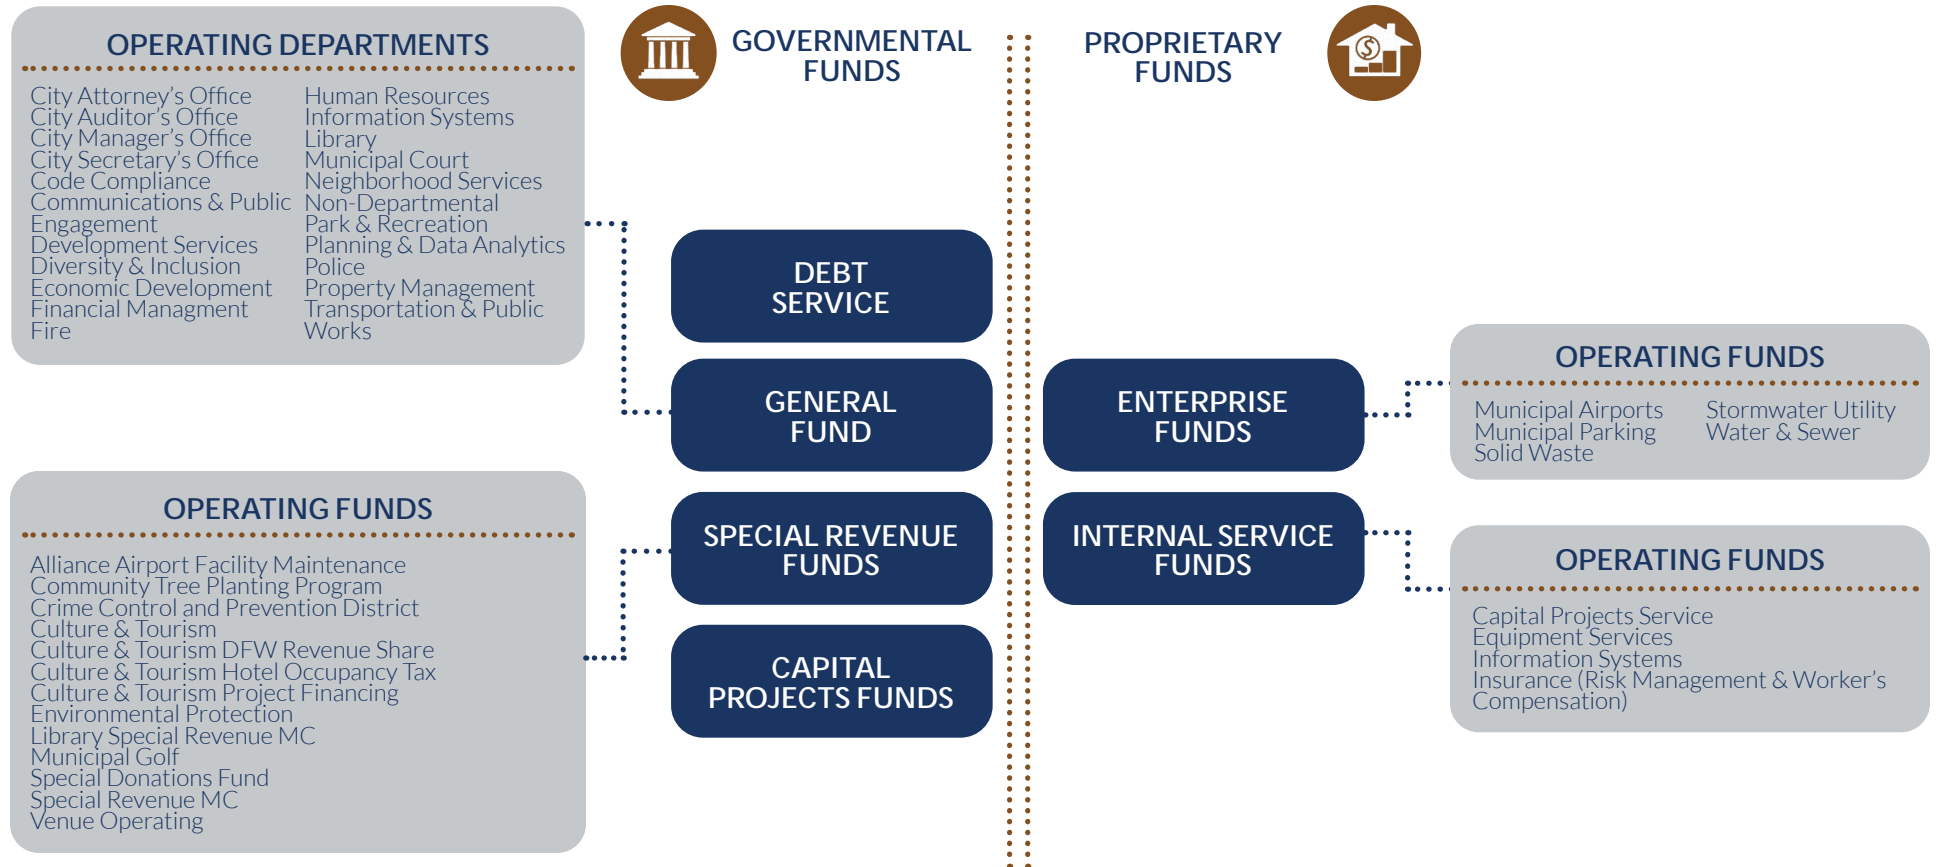 OPERATING DEPARTMENTS
City Attorney’s Office
City Auditor’s Office
City Manager’s Office
City Secretary’s Office
Code Compliance
Communications & Public
Engagement
Development Services
Diversity & Inclusion
Economic Development
Financial Managment
Fire
Human Resources
Information Systems
Library
Municipal Court
Neighborhood Services
Non-Departmental
Park & Recreation
Planning & Data Analytics
Police
Property Management
Transportation & Public
Works
OPERATING FUNDS
Alliance Airport Facility Maintenance
Community Tree Planting Program
Crime Control and Prevention District
Culture & Tourism
Culture & Tourism DFW Revenue Share
Culture & Tourism Hotel Occupancy Tax
Culture & Tourism Project Financing
Environmental Protection
Library Special Revenue MC
Municipal Golf
Special Donations Fund
Special Revenue MC
Venue Operating
GOVERNMENTAL
FUNDS
DEBT
SERVICE
GENERAL
FUND
SPECIAL REVENUE
FUNDS
CAPITAL
PROJECTS FUNDS
PROPRIETARY
FUNDS
$
ENTERPRISE
FUNDS
INTERNAL SERVICE
FUNDS
OPERATING FUNDS
Municipal Airports
Municipal Parking
Solid Waste
Stormwater Utility
Water & Sewer
OPERATING FUNDS
Capital Projects Service
Equipment Services
Information Systems
Insurance (Risk Management & Worker’s
Compensation)